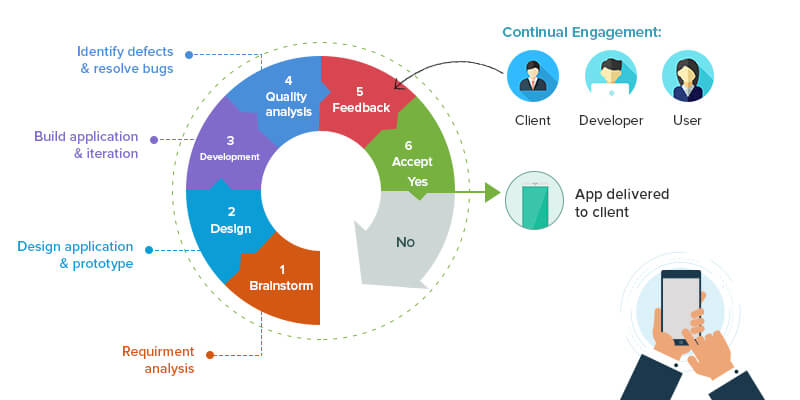 Continual Engagement:
Client
Developer
User
Identify defects
& resolve bugs
4
Quality
analysis
5
Feedback
Build application
& iteration
3
Development
6
Accept
Yes
App delivered
to client
2
Design
No
Design application
& prototype
1
Brainstorm
Requirment
analysis